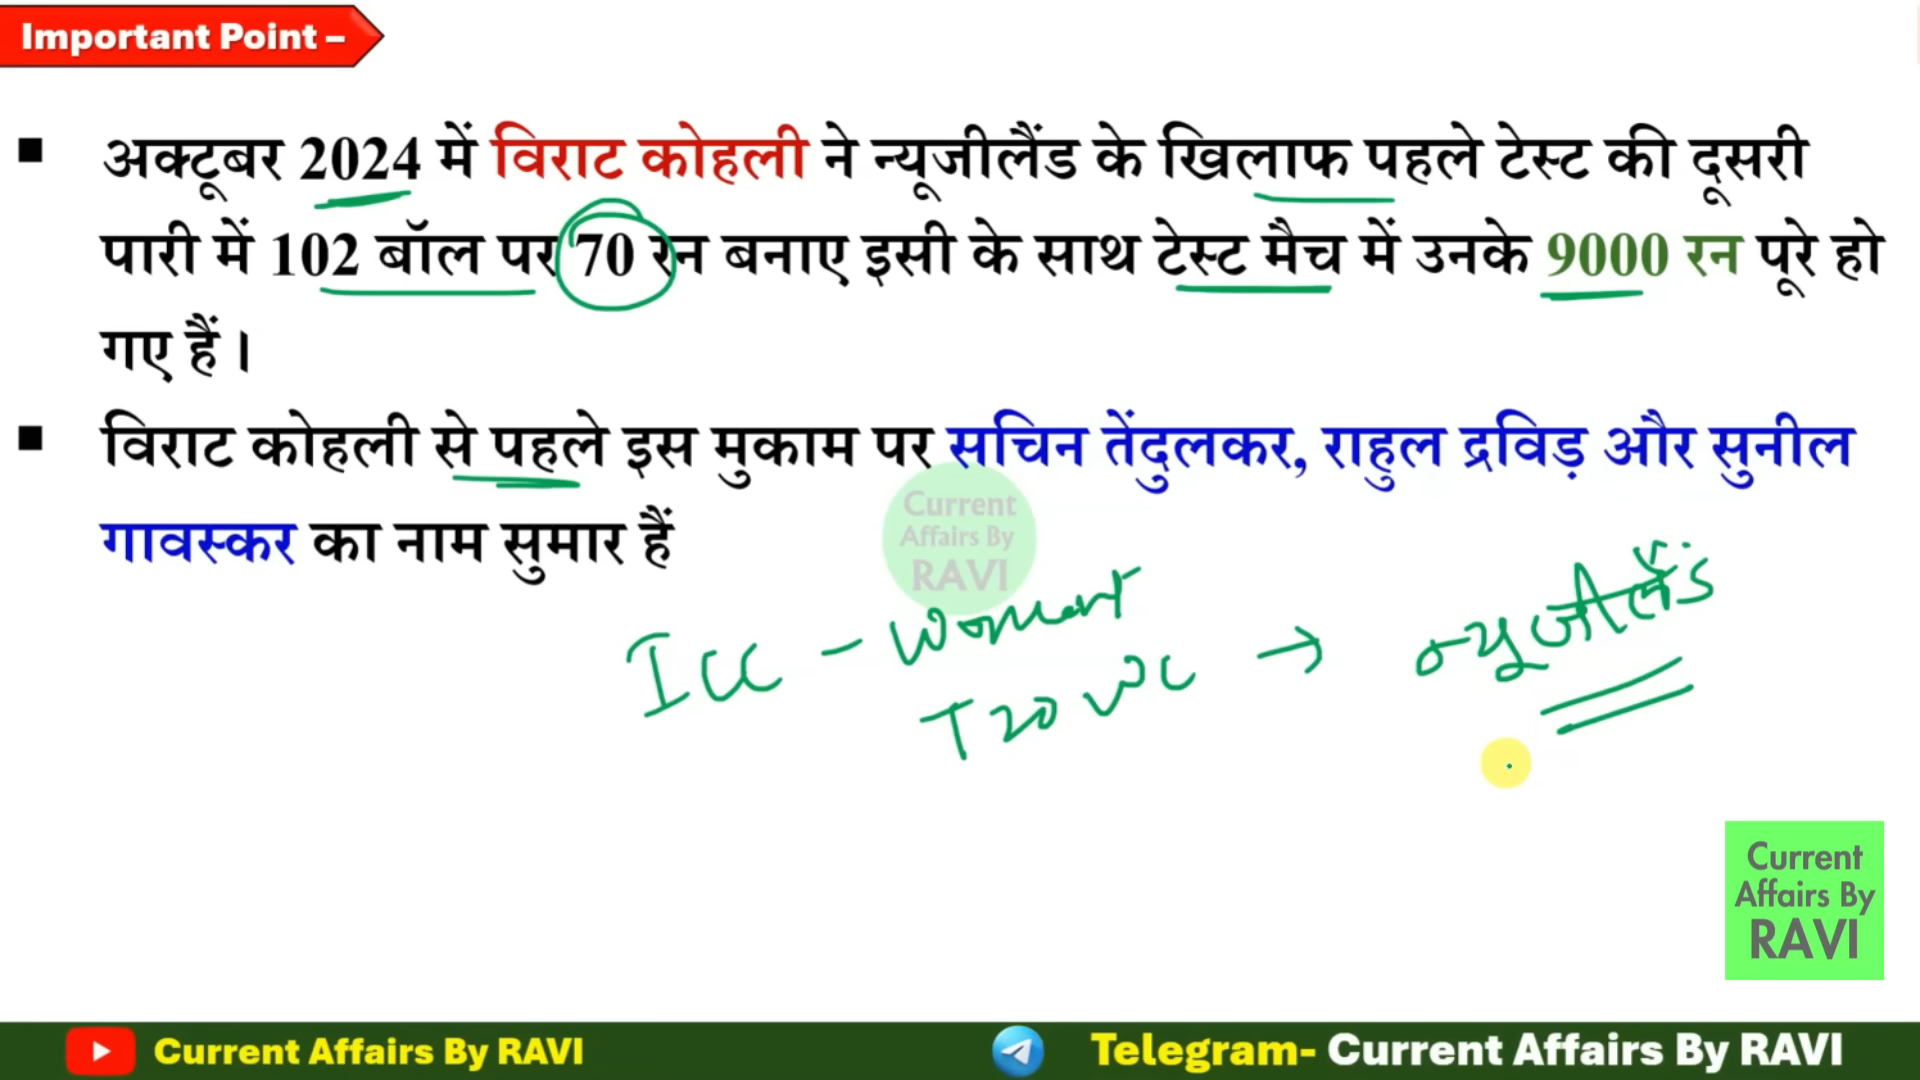 Important Point –
▪ अक्टूबर 2024 में विराट कोहली ने न्यूजीलैंड के खिलाफ पहले टेस्ट की दूसरी
पारी में 102 बॉल पर 70 रन बनाए इसी के साथ टेस्ट मैच में उनके 9000 रन पूरे हो
गए हैं।
▪ विराट कोहली से पहले इस मुकाम पर सचिन तेंदुलकर, राहुल द्रविड़ और सुनील
गावस्कर का नाम सुमार हैं
Current
Affairs By
RAVI
ICC – Woment
T20 WC → न्यूजीलैंड
Current
Affairs By
RAVI
Current Affairs By RAVI
Telegram- Current Affairs By RAVI